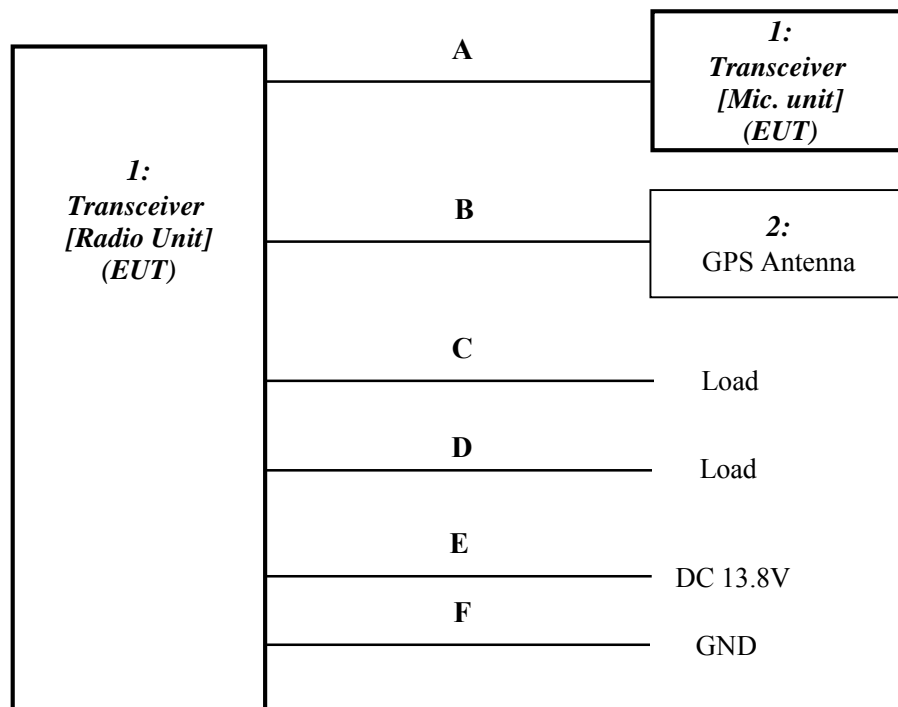 A
1:
Transceiver
[Mic. unit]
(EUT)
1:
Transceiver
[Radio Unit]
(EUT)
B
2:
GPS Antenna
C
Load
D
Load
E
DC 13.8V
F
GND